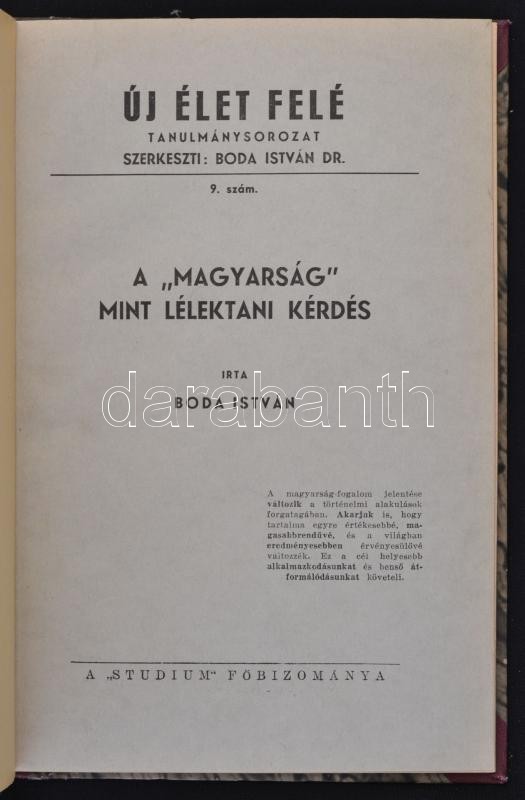 ÚJ ÉLET FELÉ
TANULMÁNYSOROZAT
SZERKESZTI: BODA ISTVÁN DR.
9. szám.
A „MAGYARSÁG"
MINT LÉLEKTANI KÉRDÉS
IRTA
darabanth
BODA ISTVÁN
A magyarság-fogalom jelentése
változik a történelmi alakulások
forgatagában. Akarjuk is, hogy
tartalma egyre értékesebbé, ma-
gasabbrendűvé, és a világban
eredményesebben érvényesülővé
változzék. Ez a cél helyesebb
alkalmazkodásunkat és benső át-
formálódásunkat követeli.
A „STUDIUM" FŐBIZOMÁNYA